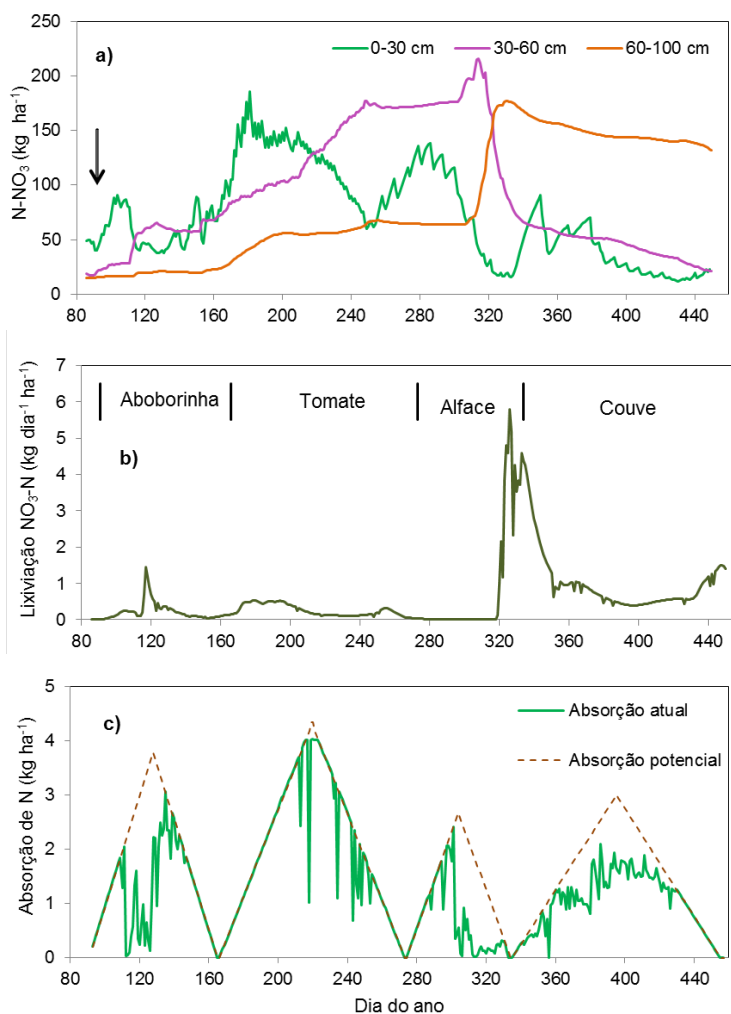 250
200
150
100
50
0
N-NO₃ (kg ha⁻¹)
a)
0-30 cm
30-60 cm
60-100 cm
80 120 160 200 240 280 320 360 400 440
7
6
5
4
3
2
1
0
Lixiviação NO₃-N (kg dia⁻¹ ha⁻¹)
Aboborinha
Tomate
Alface
Couve
b)
80 120 160 200 240 280 320 360 400 440
5
4
3
2
1
0
Absorção de N (kg ha⁻¹)
c)
Absorção atual
Absorção potencial
80 120 160 200 240 280 320 360 400 440
Dia do ano